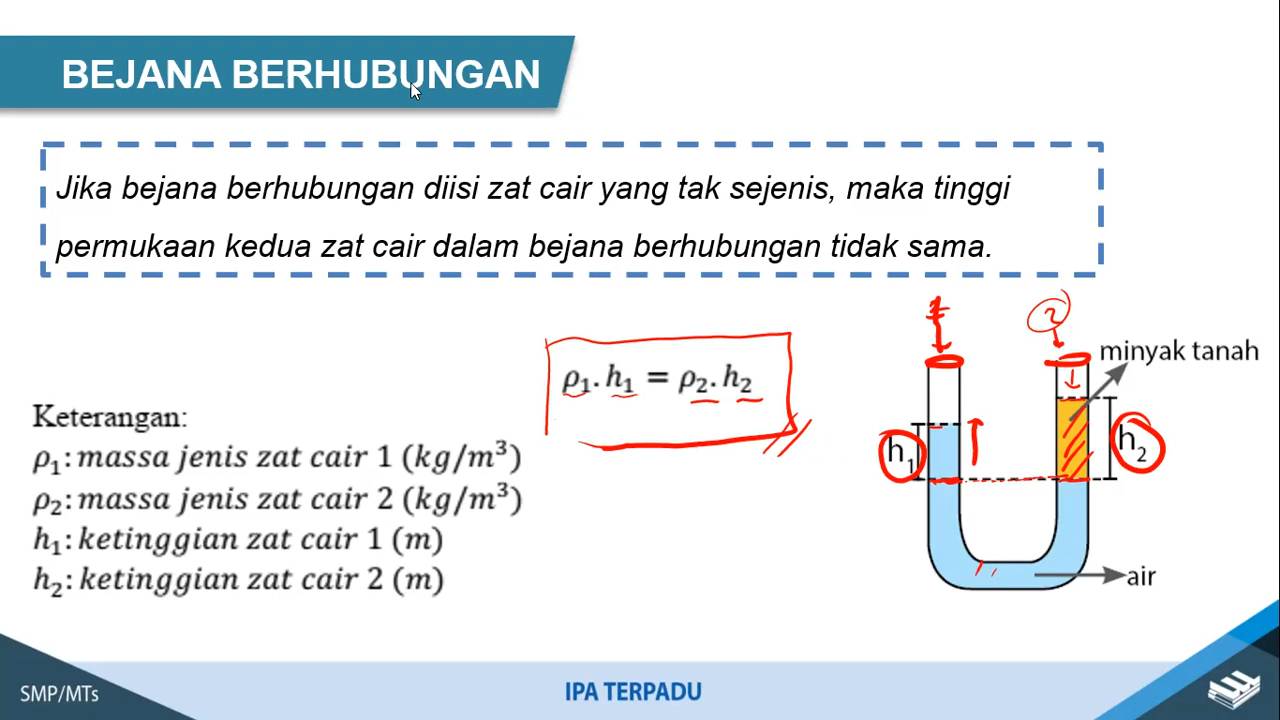 BEJANA BERHUBUNGAN
Jika bejana berhubungan diisi zat cair yang tak sejenis, maka tinggi
permukaan kedua zat cair dalam bejana berhubungan tidak sama.
ρ₁. h₁ = ρ₂. h₂
Keterangan:
ρ₁: massa jenis zat cair 1 (kg/m³)
ρ₂: massa jenis zat cair 2 (kg/m³)
h₁: ketinggian zat cair 1 (m)
h₂: ketinggian zat cair 2 (m)
2
minyak tanah
h₁
h₂
air
SMP/MTs
IPA TERPADU